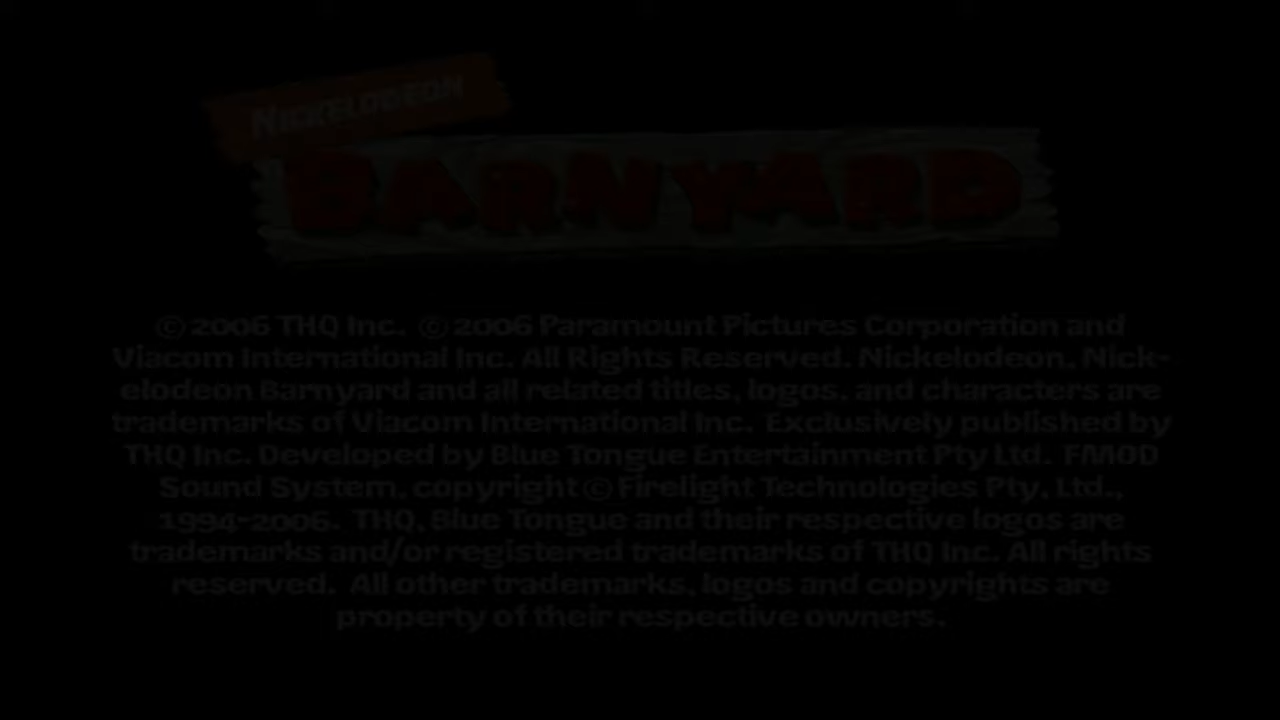 NICKELODEON
BARNYARD
© 2006 THQ Inc. © 2006 Paramount Pictures Corporation and
Viacom International Inc. All Rights Reserved. Nickelodeon, Nick-
elodeon Barnyard and all related titles, logos, and characters are
trademarks of Viacom International Inc. Exclusively published by
THQ Inc. Developed by Blue Tongue Entertainment Pty Ltd. FMOD
Sound System, copyright © Firelight Technologies Pty, Ltd.,
1994-2006. THQ, Blue Tongue and their respective logos are
trademarks and/or registered trademarks of THQ Inc. All rights
reserved. All other trademarks, logos and copyrights are
property of their respective owners.